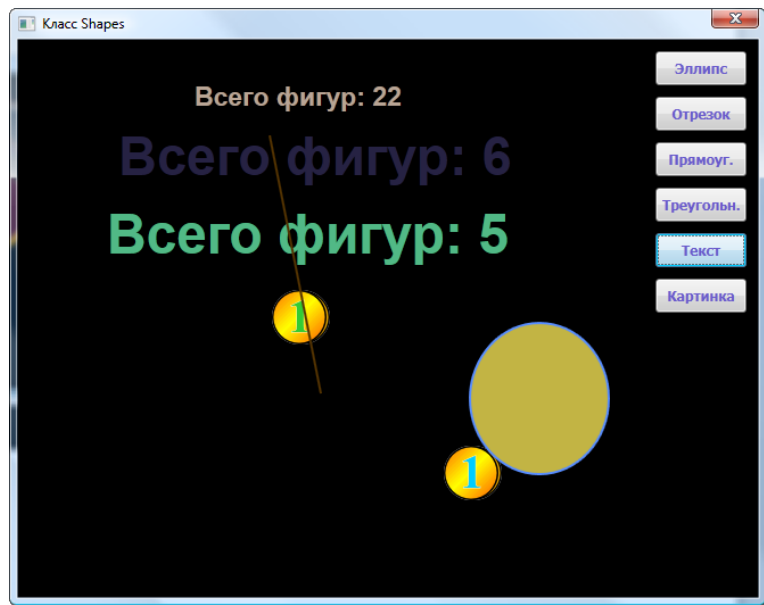 Класс Shapes
Всего фигур: 22
Всего фигур: 6
Всего фигур: 5
1
1
Эллипс
Отрезок
Прямоуг.
Треугольн.
Текст
Картинка